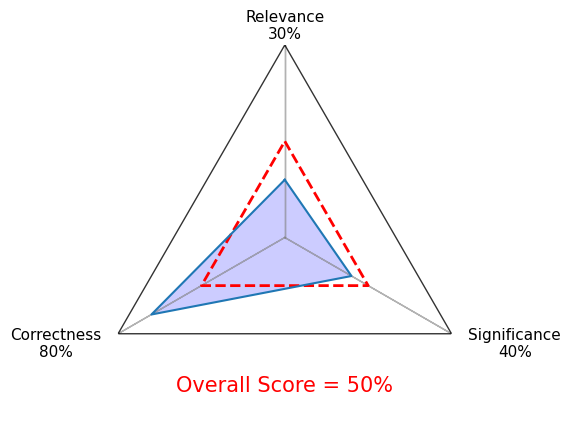 Relevance
30%
Correctness
80%
Significance
40%
Overall Score = 50%